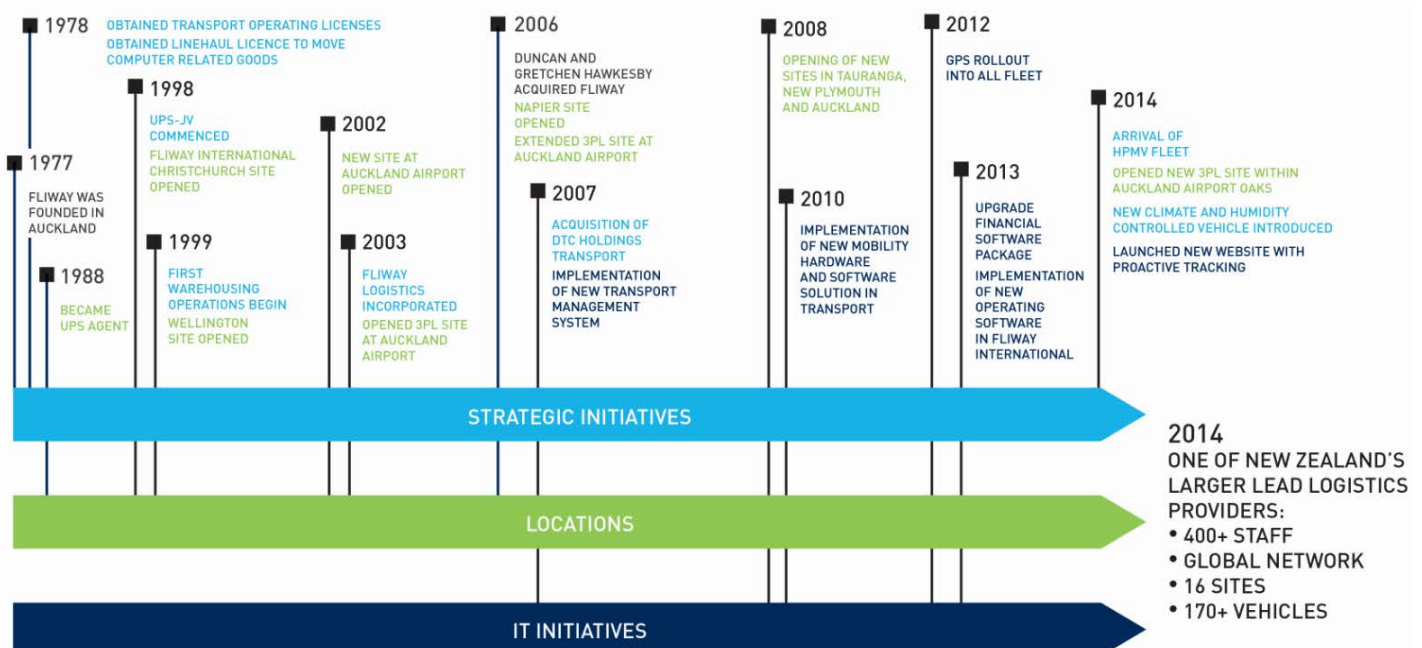 1978
OBTAINED TRANSPORT OPERATING LICENSES
OBTAINED LINEHAUL LICENCE TO MOVE
COMPUTER RELATED GOODS
1977
FLIWAY WAS
FOUNDED IN
AUCKLAND
1988
BECAME
UPS AGENT
1998
UPS-JV
COMMENCED
FLIWAY INTERNATIONAL
CHRISTCHURCH SITE
OPENED
1999
FIRST
WAREHOUSING
OPERATIONS BEGIN
WELLINGTON
SITE OPENED
2002
NEW SITE AT
AUCKLAND AIRPORT
OPENED
2003
FLIWAY
LOGISTICS
INCORPORATED
OPENED 3PL SITE
AT AUCKLAND
AIRPORT
2006
DUNCAN AND
GRETCHEN HAWKESBY
ACQUIRED FLIWAY
NAPIER SITE
OPENED
EXTENDED 3PL SITE AT
AUCKLAND AIRPORT
2007
ACQUISITION OF
DTC HOLDINGS
TRANSPORT
IMPLEMENTATION
OF NEW TRANSPORT
MANAGEMENT
SYSTEM
2008
OPENING OF NEW
SITES IN TAURANGA,
NEW PLYMOUTH
AND AUCKLAND
2010
IMPLEMENTATION
OF NEW MOBILITY
HARDWARE
AND SOFTWARE
SOLUTION IN
TRANSPORT
2012
GPS ROLLOUT
INTO ALL FLEET
2013
UPGRADE
FINANCIAL
SOFTWARE
PACKAGE
IMPLEMENTATION
OF NEW
OPERATING
SOFTWARE
IN FLIWAY
INTERNATIONAL
2014
ARRIVAL OF
HPMV FLEET
OPENED NEW 3PL SITE WITHIN
AUCKLAND AIRPORT OAKS
NEW CLIMATE AND HUMIDITY
CONTROLLED VEHICLE INTRODUCED
LAUNCHED NEW WEBSITE WITH
PROACTIVE TRACKING
STRATEGIC INITIATIVES
LOCATIONS
IT INITIATIVES
2014
ONE OF NEW ZEALAND'S
LARGER LEAD LOGISTICS
PROVIDERS:
• 400+ STAFF
• GLOBAL NETWORK
• 16 SITES
• 170+ VEHICLES